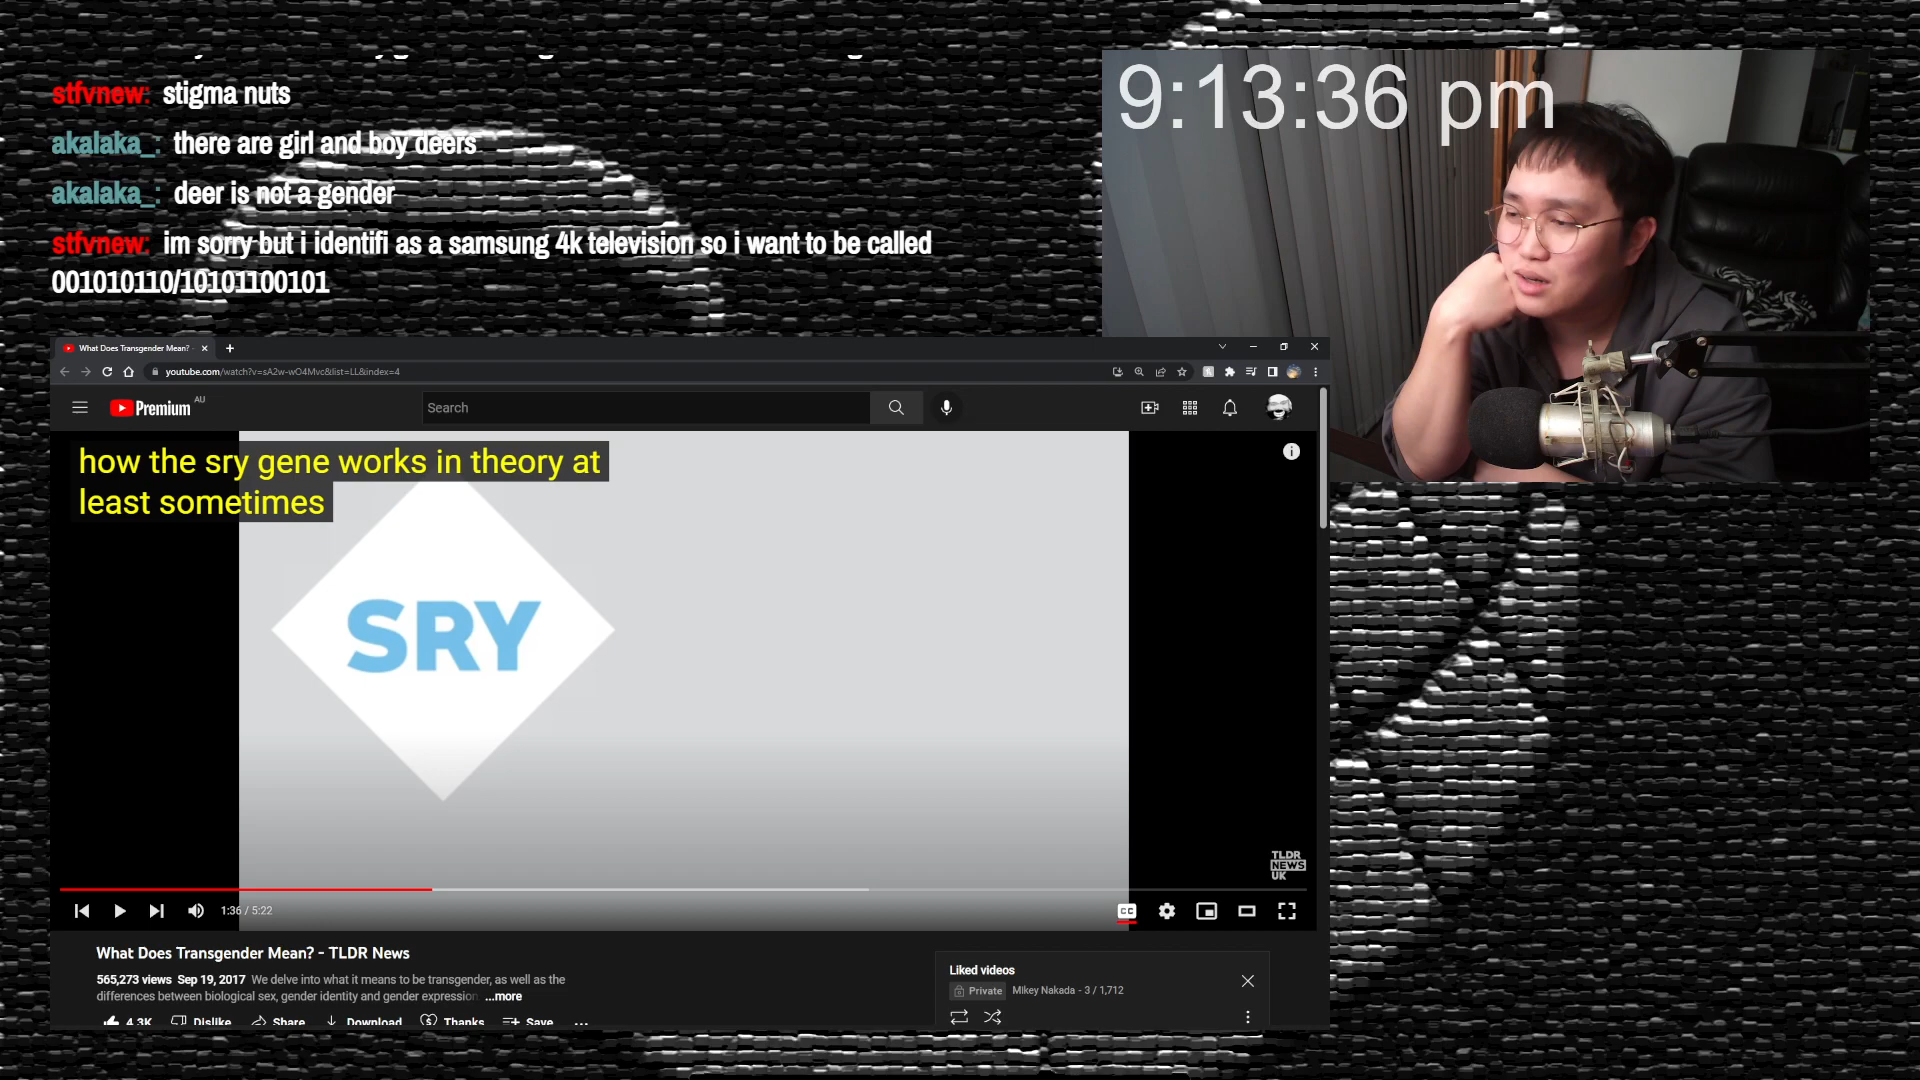 stfvnew: stigma nuts
akalaka_: there are girl and boy deers
akalaka_: deer is not a gender
stfvnew: im sorry but i identifi as a samsung 4k television so i want to be called
001010110/10101100101
9:13:36 pm
What Does Transgender Mean? -
youtube.com/watch?v=sA2w-wO4Mvc&list=LL&index=4
Premium AU
Search
how the sry gene works in theory at
least sometimes
SRY
TLDR
NEWS
UK
1:36 / 5:22
CC
What Does Transgender Mean? - TLDR News
565,273 views Sep 19, 2017 We delve into what it means to be transgender, as well as the
differences between biological sex, gender identity and gender expression ...more
4.3K Dislike Share Download Thanks Save ...
Liked videos
Private Mikey Nakada - 3 / 1,712